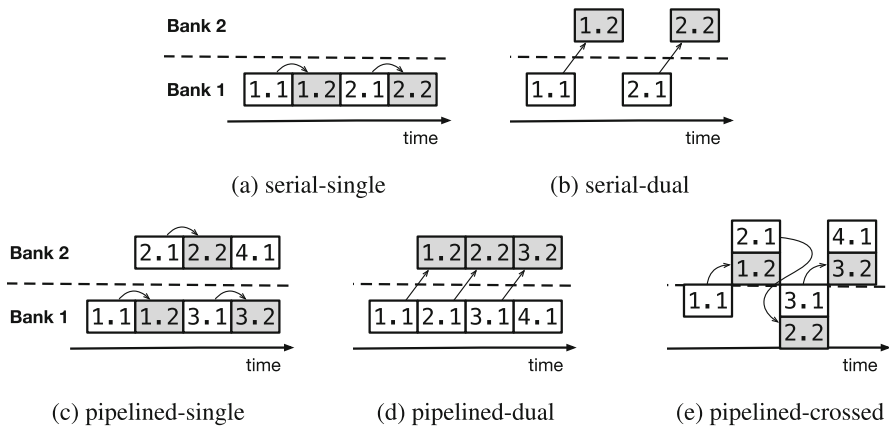 Bank 2 1.2 2.2
Bank 1 1.1 1.2 2.1 2.2 1.1 2.1
time time
(a) serial-single (b) serial-dual
Bank 2 2.1 2.2 4.1 1.2 2.2 3.2 2.1 4.1
1.2 3.2
Bank 1 1.1 1.2 3.1 3.2 1.1 2.1 3.1 4.1 1.1 3.1
2.2
time time time
(c) pipelined-single (d) pipelined-dual (e) pipelined-crossed